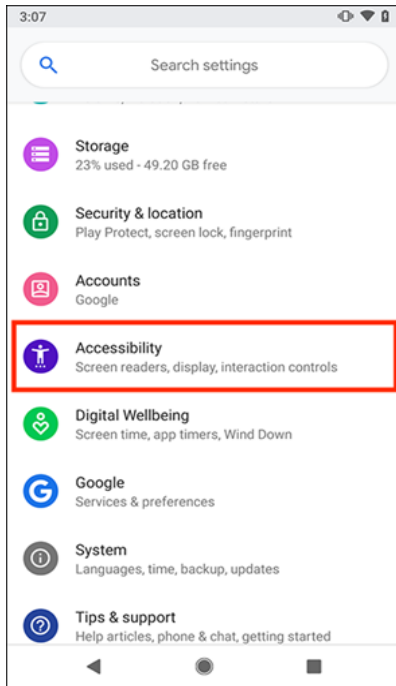 3:07
Search settings
Storage
23% used - 49.20 GB free
Security & location
Play Protect, screen lock, fingerprint
Accounts
Google
Accessibility
Screen readers, display, interaction controls
Digital Wellbeing
Screen time, app timers, Wind Down
Google
Services & preferences
System
Languages, time, backup, updates
Tips & support
Help articles, phone & chat, getting started